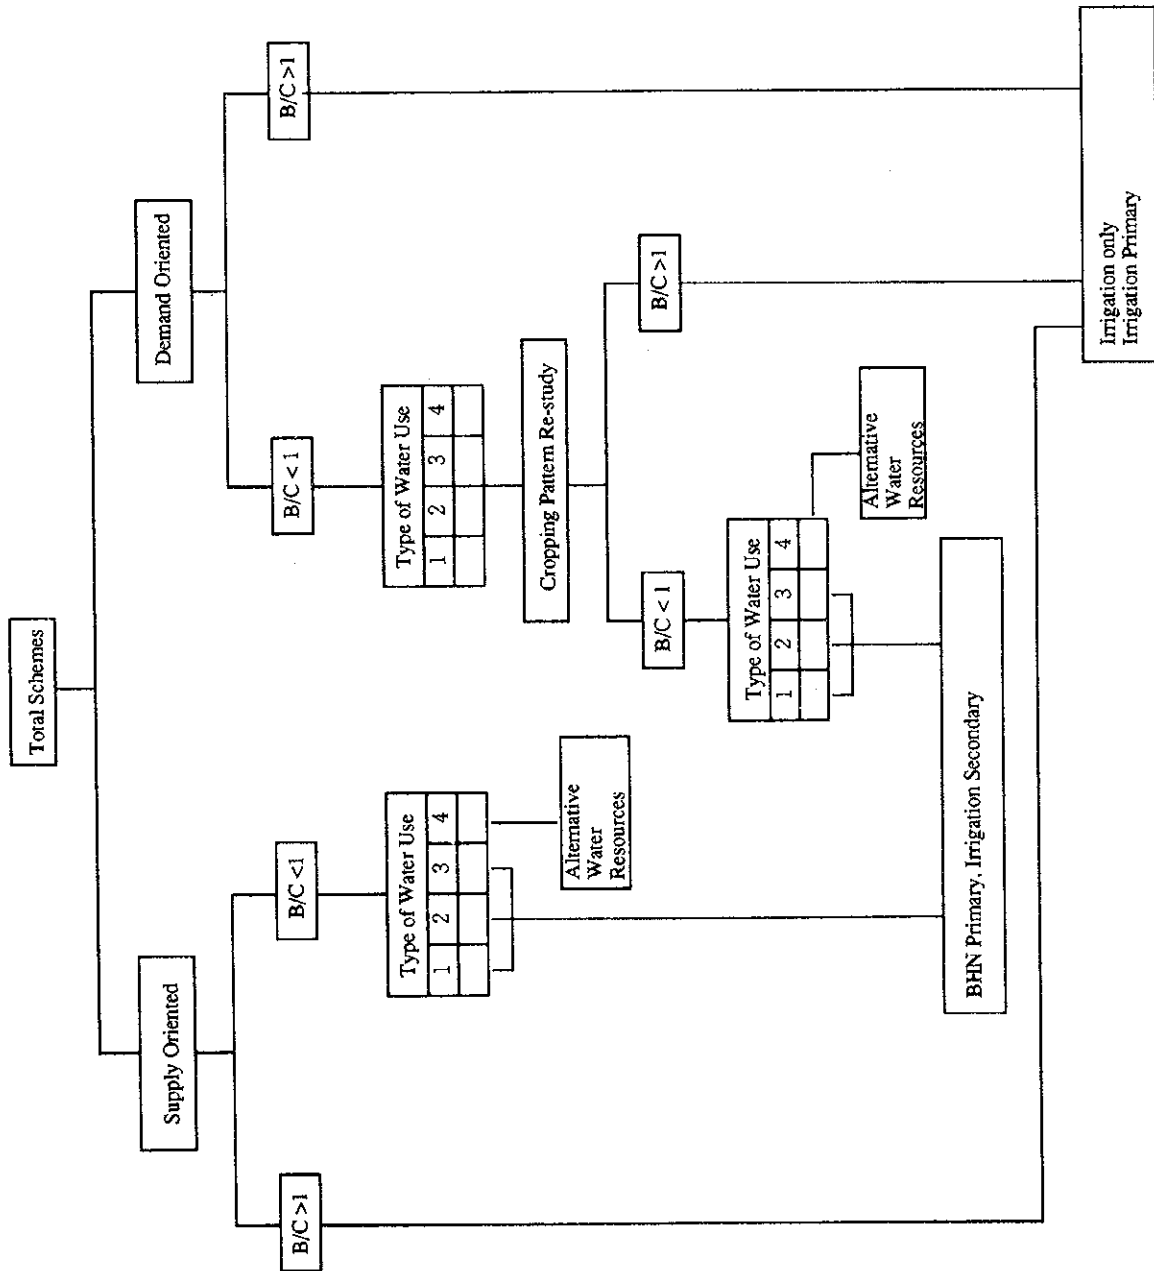 Total Schemes
Supply Oriented
Demand Oriented
B/C >1
B/C <1
B/C < 1
B/C >1
Type of Water Use
1 2 3 4
Type of Water Use
1 2 3 4
Alternative
Water
Resources
Cropping Pattern Re-study
B/C < 1
B/C >1
Type of Water Use
1 2 3 4
Alternative
Water
Resources
BHN Primary, Irrigation Secondary
Irrigation only
Irrigation Primary